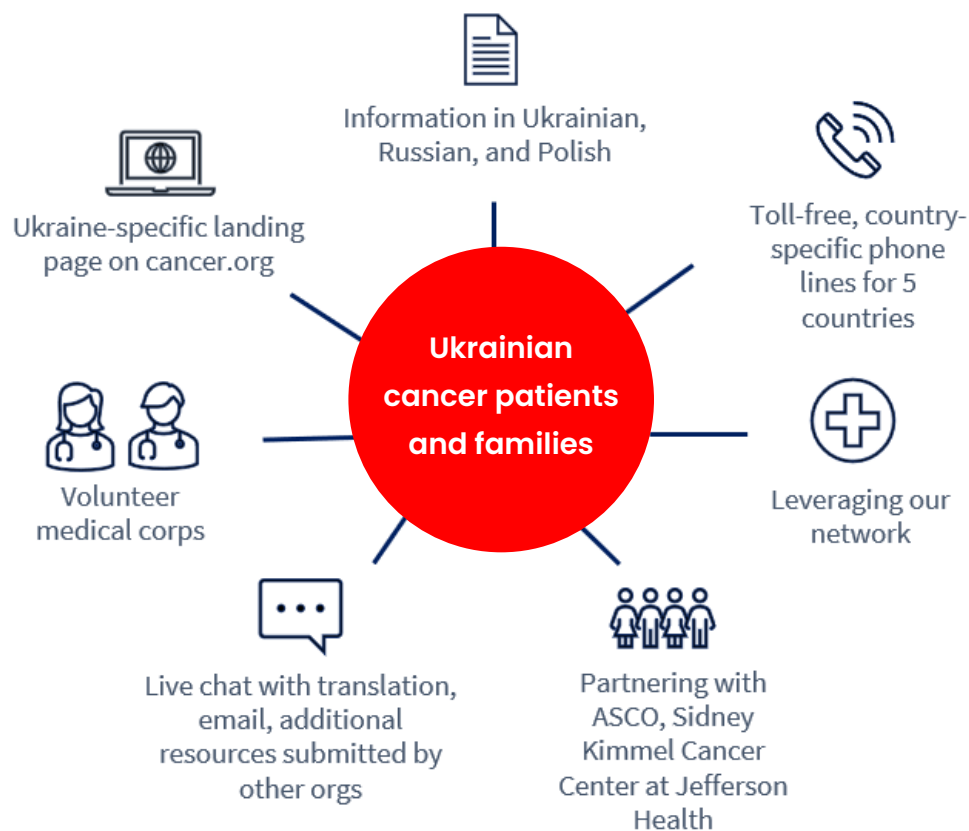 Information in Ukrainian,
Russian, and Polish
Ukraine-specific landing
page on cancer.org
Toll-free, country-
specific phone
lines for 5
countries
Ukrainian
cancer patients
and families
Volunteer
medical corps
Leveraging our
network
Live chat with translation,
email, additional
resources submitted by
other orgs
Partnering with
ASCO, Sidney
Kimmel Cancer
Center at Jefferson
Health